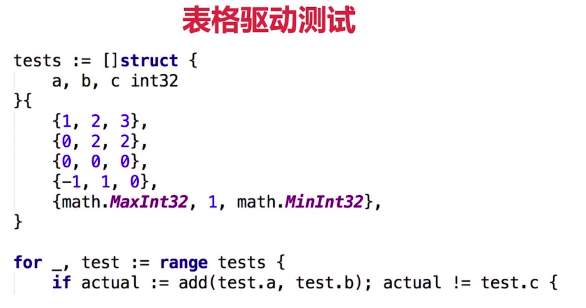 表格驱动测试
tests := []struct {
    a, b, c int32
}{
    {1, 2, 3},
    {0, 2, 2},
    {0, 0, 0},
    {-1, 1, 0},
    {math.MaxInt32, 1, math.MinInt32},
}
for _, test := range tests {
    if actual := add(test.a, test.b); actual != test.c {